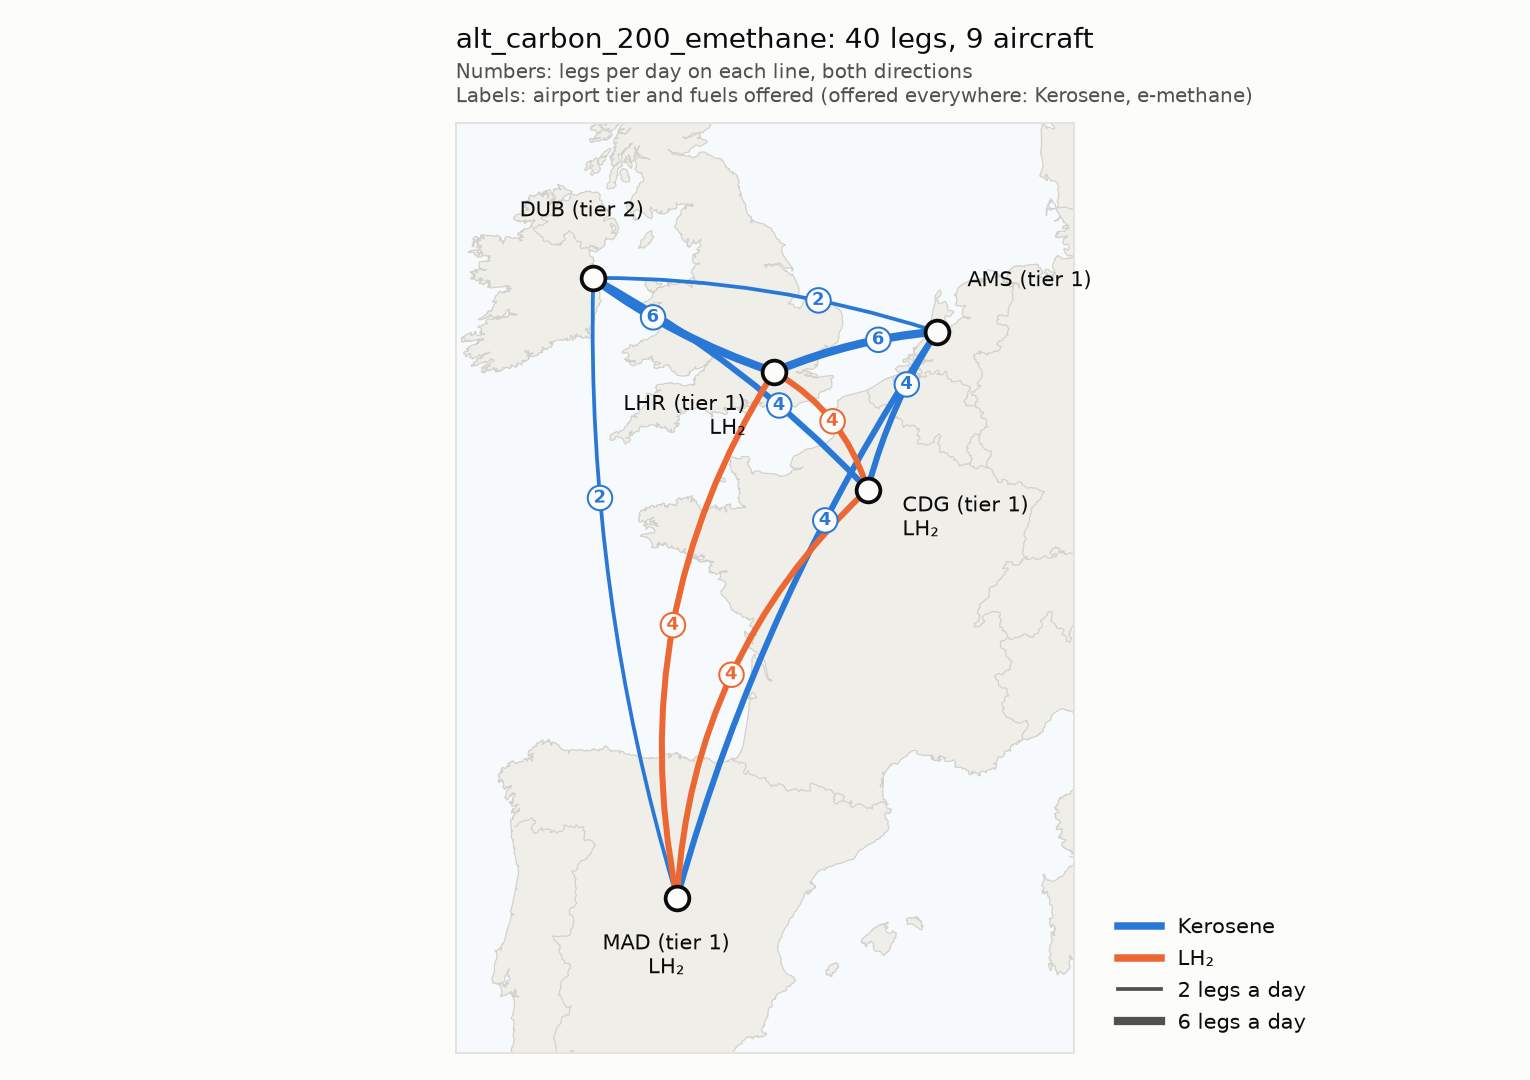 alt_carbon_200_emethane: 40 legs, 9 aircraft
Numbers: legs per day on each line, both directions
Labels: airport tier and fuels offered (offered everywhere: Kerosene, e-methane)
DUB (tier 2)
AMS (tier 1)
2
6
6
4
LHR (tier 1)
LH₂
4
4
2
CDG (tier 1)
LH₂
4
4
4
MAD (tier 1)
LH₂
Kerosene
LH₂
2 legs a day
6 legs a day